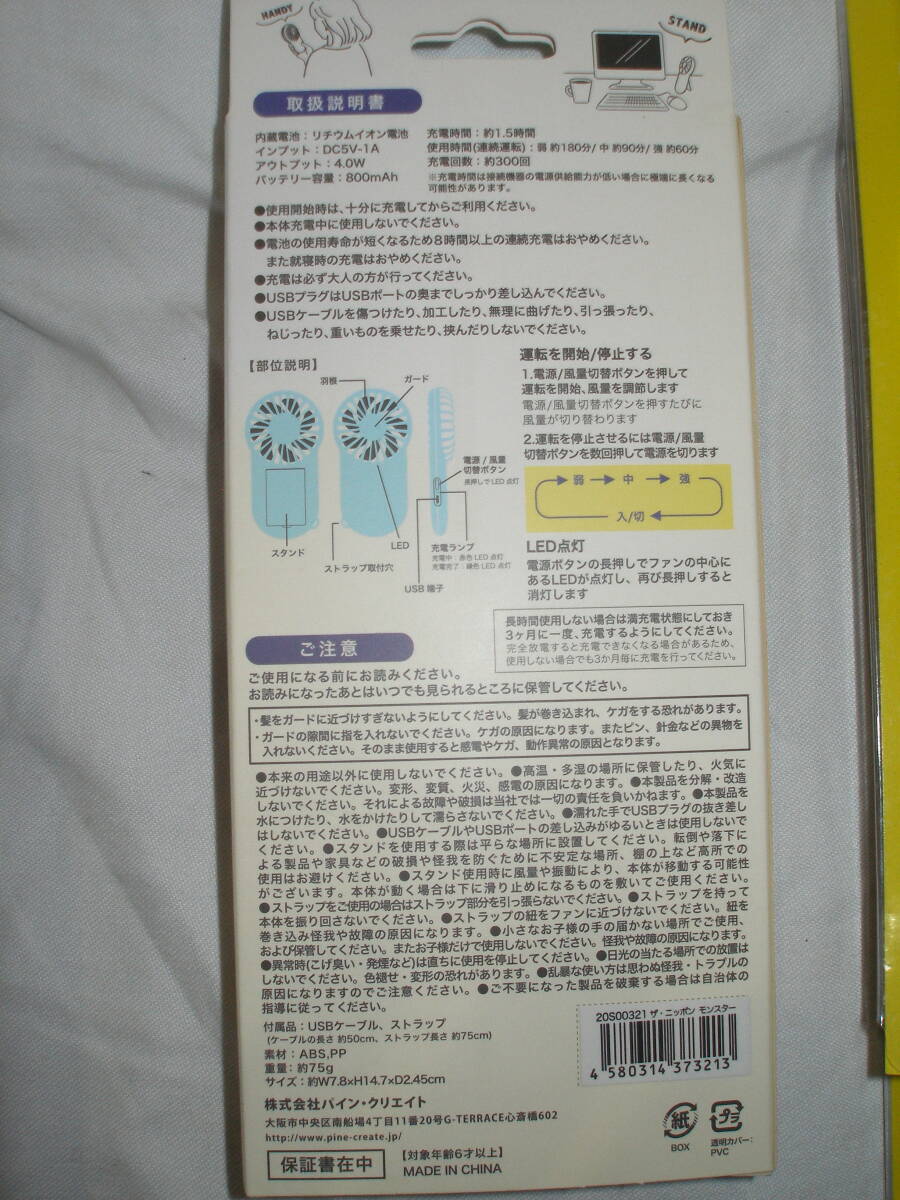 HANDY
STAND
取扱説明書
内蔵電池：リチウムイオン電池
インプット：DC5V-1A
アウトプット：4.0W
バッテリー容量：800mAh
充電時間：約1.5時間
使用時間(連続運転)：弱 約180分/ 中 約90分/ 強 約60分
充電回数：約300回
※充電時間は接続機器の電源供給能力が低い場合に極端に長くなる
可能性があります。
●使用開始時は、十分に充電してからご利用ください。
●本体充電中に使用しないでください。
●電池の使用寿命が短くなるため8時間以上の連続充電はおやめください。
また就寝時の充電はおやめください。
●充電は必ず大人の方が行ってください。
●USBプラグはUSBポートの奥までしっかり差し込んでください。
●USBケーブルを傷つけたり、加工したり、無理に曲げたり、引っ張ったり、
ねじったり、重いものを乗せたり、挟んだりしないでください。
【部位説明】
羽根
ガード
電源 / 風量
切替ボタン
長押しでLED 点灯
スタンド
ストラップ取付穴
LED
充電ランプ
充電中：赤色 LED 点灯
充電完了：緑色 LED 点灯
USB 端子
運転を開始/停止する
1.電源/風量切替ボタンを押して
運転を開始、風量を調節します
電源/風量切替ボタンを押すたびに
風量が切り替わります
2.運転を停止させるには電源/風量
切替ボタンを数回押して電源を切ります
弱 中 強
入/切
LED点灯
電源ボタンの長押しでファンの中心に
あるLEDが点灯し、再び長押しすると
消灯します
長時間使用しない場合は満充電状態にしておき
3ヶ月に一度、充電するようにしてください。
完全放電すると充電できなくなる場合があるため、
使用しない場合でも3か月毎に充電を行ってください。
ご注意
ご使用になる前にお読みください。
お読みになったあとはいつでも見られるところに保管してください。
・髪をガードに近づけすぎないようにしてください。髪が巻き込まれ、ケガをする恐れがあります。
・ガードの隙間に指を入れないでください。ケガの原因になります。またピン、針金などの異物を
入れないください。そのまま使用すると感電やケガ、動作異常の原因となります。
●本来の用途以外に使用しないでください。●高温・多湿の場所に保管したり、火気に
近づけないでください。変形、変質、火災、感電の原因になります。●本製品を分解・改造
しないでください。それによる故障や破損は当社では一切の責任を負いかねます。●本製品を
水につけたり、水をかけたりして濡らさないでください。●濡れた手でUSBプラグの抜き差し
はしないでください。●USBケーブルやUSBポートの差し込みがゆるいときは使用しないで
ください。●スタンドを使用する際は平らな場所に設置してください。転倒や落下に
よる製品や家具などの破損や怪我を防ぐために不安定な場所、棚の上など高所での
使用はお避けください。●スタンド使用時に風量や振動により、本体が移動する可能性
がございます。本体が動く場合は下に滑り止めになるものを敷いてご使用ください。
●ストラップをご使用の場合はストラップ部分を引っ張らないでください。●ストラップを持って
本体を振り回さないでください。●ストラップの紐をファンに近づけないでください。紐を
巻き込み怪我や故障の原因になります。●小さなお子様の手の届かない場所でご使用、
および保管してください。またお子様だけで使用しないでください。怪我や故障の原因になります。
●異常時(こげ臭い・発煙など)は直ちに使用を停止してください。●日光の当たる場所での放置は
しないでください。色褪せ・変形の恐れがあります。●乱暴な使い方は思わぬ怪我・トラブルの
原因になりますのでご注意ください。●ご不要になった製品を破棄する場合は自治体の
指導に従ってください。
付属品：USBケーブル、ストラップ
(ケーブルの長さ 約50cm、ストラップ長さ 約75cm)
素材：ABS,PP
重量：約75g
サイズ：約W7.8×H14.7×D2.45cm
20S00321 ザ・ニッポン モンスター
4 580314 373213
株式会社パイン・クリエイト
大阪市中央区南船場4丁目11番20号G-TERRACE心斎橋602
http://www.pine-create.jp/
保証書在中
【対象年齢6才以上】
MADE IN CHINA
紙
BOX
プラ
透明カバー：
PVC